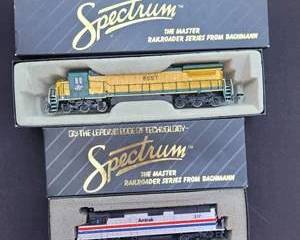 Spectrum
THE MASTER
RAILROADER SERIES FROM BACHMANN
ON THE LEADING EDGE OF TECHNOLOGY
Spectrum
THE MASTER
RAILROADER SERIES FROM BACHMANN
Amtrak